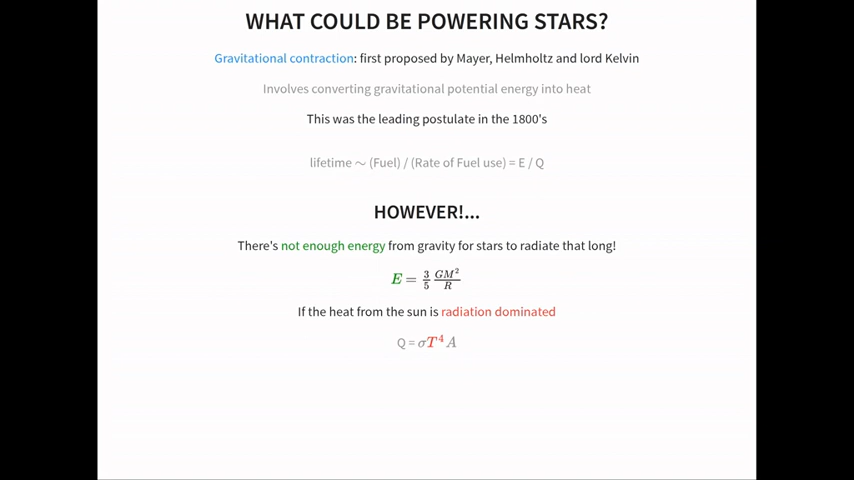 WHAT COULD BE POWERING STARS?
Gravitational contraction: first proposed by Mayer, Helmholtz and lord Kelvin
Involves converting gravitational potential energy into heat
This was the leading postulate in the 1800's
lifetime ∼ (Fuel) / (Rate of Fuel use) = E / Q
HOWEVER!...
There's not enough energy from gravity for stars to radiate that long!
E = 3/5 GM²/R
If the heat from the sun is radiation dominated
Q = σT⁴A